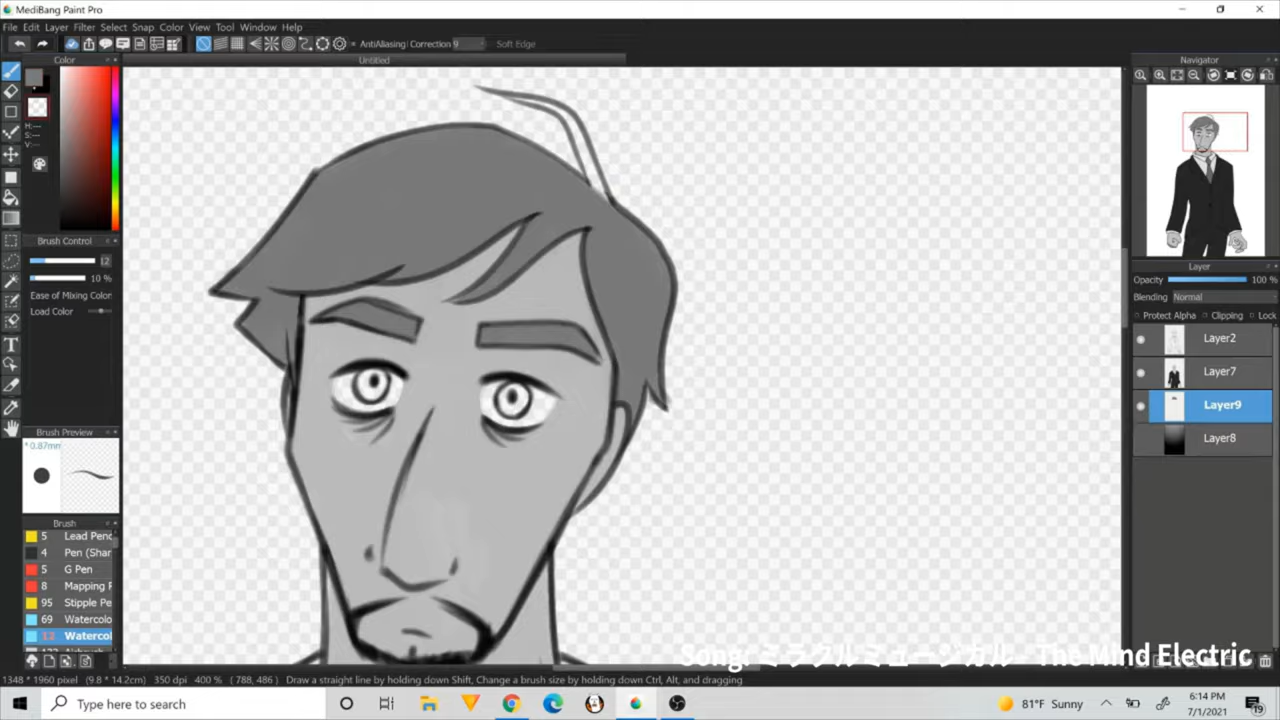 MediBang Paint Pro
File Edit Layer Filter Select Snap Color View Tool Window Help
AntiAliasing Correction 9 Soft Edge
Color
Untitled
Navigator
H:---
S:---
V:---
Brush Control
12
10 %
Ease of Mixing Color
Load Color
Brush Preview
* 0.87mm
Brush
5 Lead Penc
4 Pen (Shar
5 G Pen
8 Mapping P
95 Stipple Pen
69 Watercolo
12 Watercol
Layer
Opacity 100 %
Blending Normal
Protect Alpha Clipping Lock
Layer2
Layer7
Layer9
Layer8
Song: ミラクルミュージカル - The Mind Electric
1348 * 1960 pixel (9.8 * 14.2cm) 350 dpi 400 % (788, 486) Draw a straight line by holding down Shift, Change a brush size by holding down Ctrl, Alt, and dragging
Type here to search
81°F Sunny
6:14 PM
7/1/2021
19